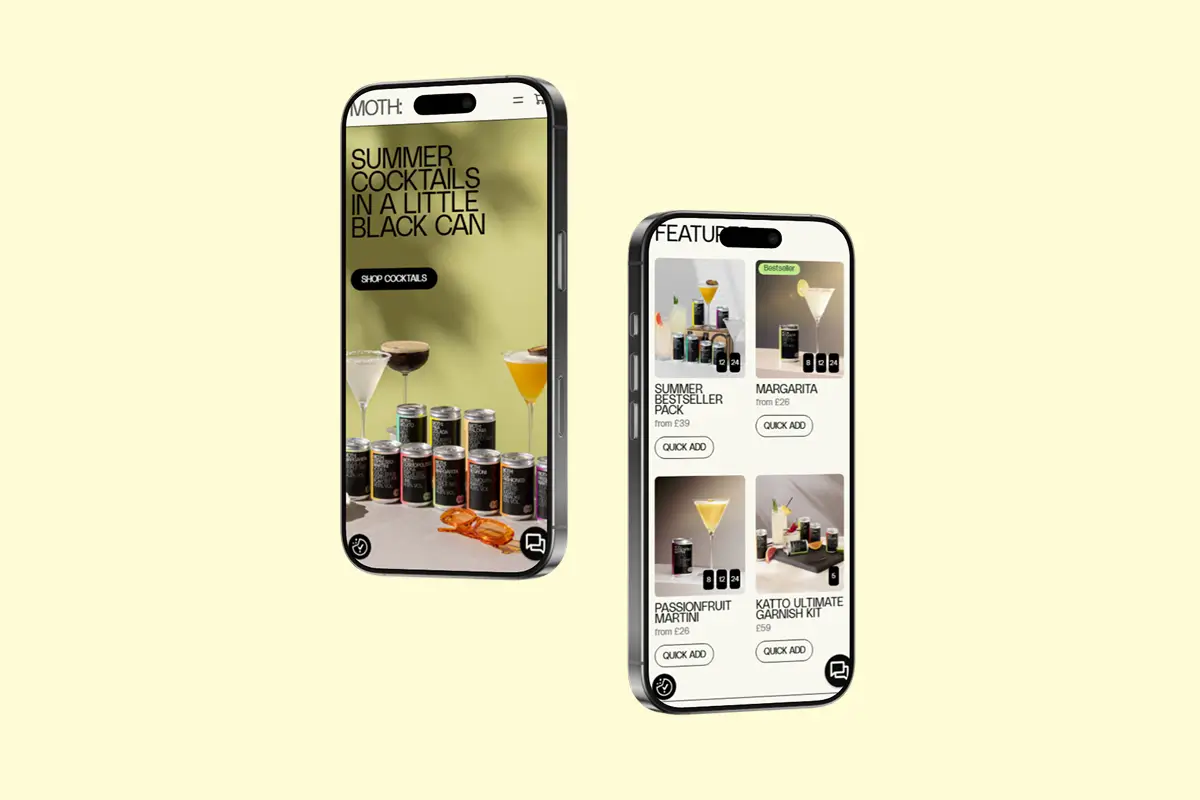 MOTH:
SUMMER
COCKTAILS
IN A LITTLE
BLACK CAN
SHOP COCKTAILS
Bestseller
12 24
8 12 24
SUMMER
BESTSELLER
PACK
from £39
QUICK ADD
MARGARITA
from £26
QUICK ADD
8 12 24
5
PASSIONFRUIT
MARTINI
from £26
QUICK ADD
KATTO ULTIMATE
GARNISH KIT
£59
QUICK ADD